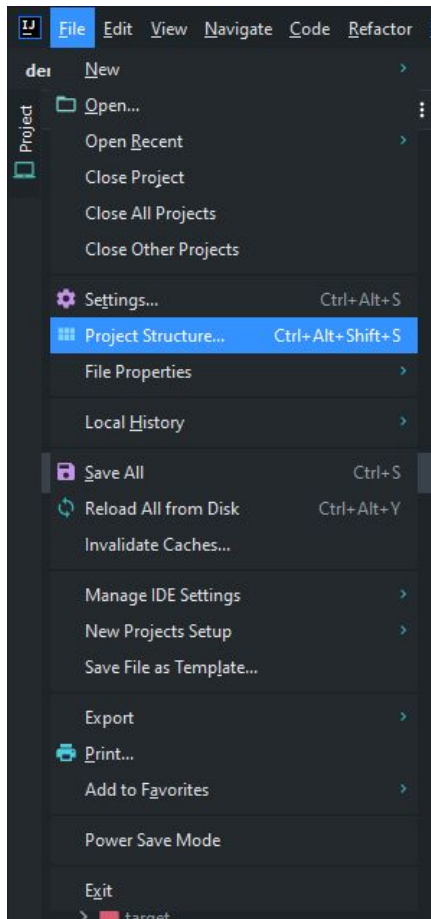 IJ File Edit View Navigate Code Refactor
der
Project
New
Open...
Open Recent
Close Project
Close All Projects
Close Other Projects
Settings... Ctrl+Alt+S
Project Structure... Ctrl+Alt+Shift+S
File Properties
Local History
Save All Ctrl+S
Reload All from Disk Ctrl+Alt+Y
Invalidate Caches...
Manage IDE Settings
New Projects Setup
Save File as Template...
Export
Print...
Add to Favorites
Power Save Mode
Exit
target